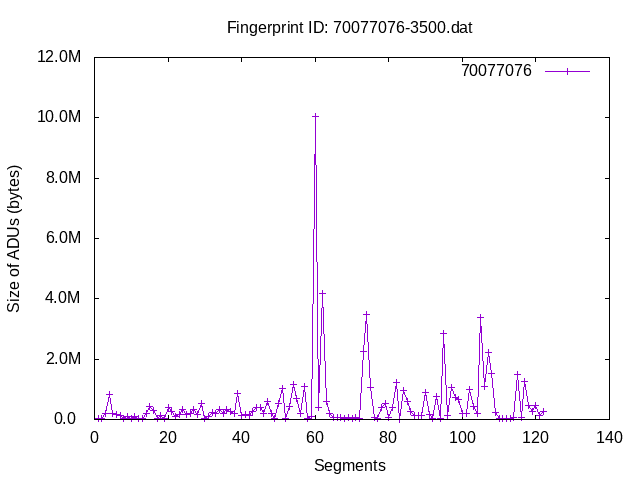 Fingerprint ID: 70077076-3500.dat
70077076
Size of ADUs (bytes)
12.0M
10.0M
8.0M
6.0M
4.0M
2.0M
0.0
0 20 40 60 80 100 120 140
Segments